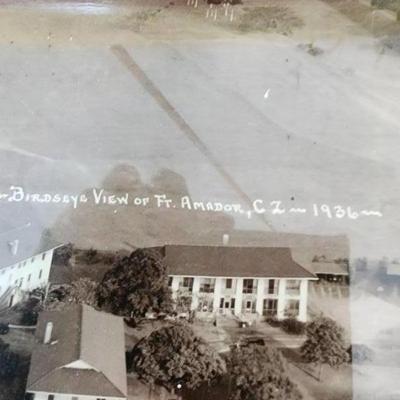 ~ Birdseye View of Ft. Amador, C Z ~ 1936 ~